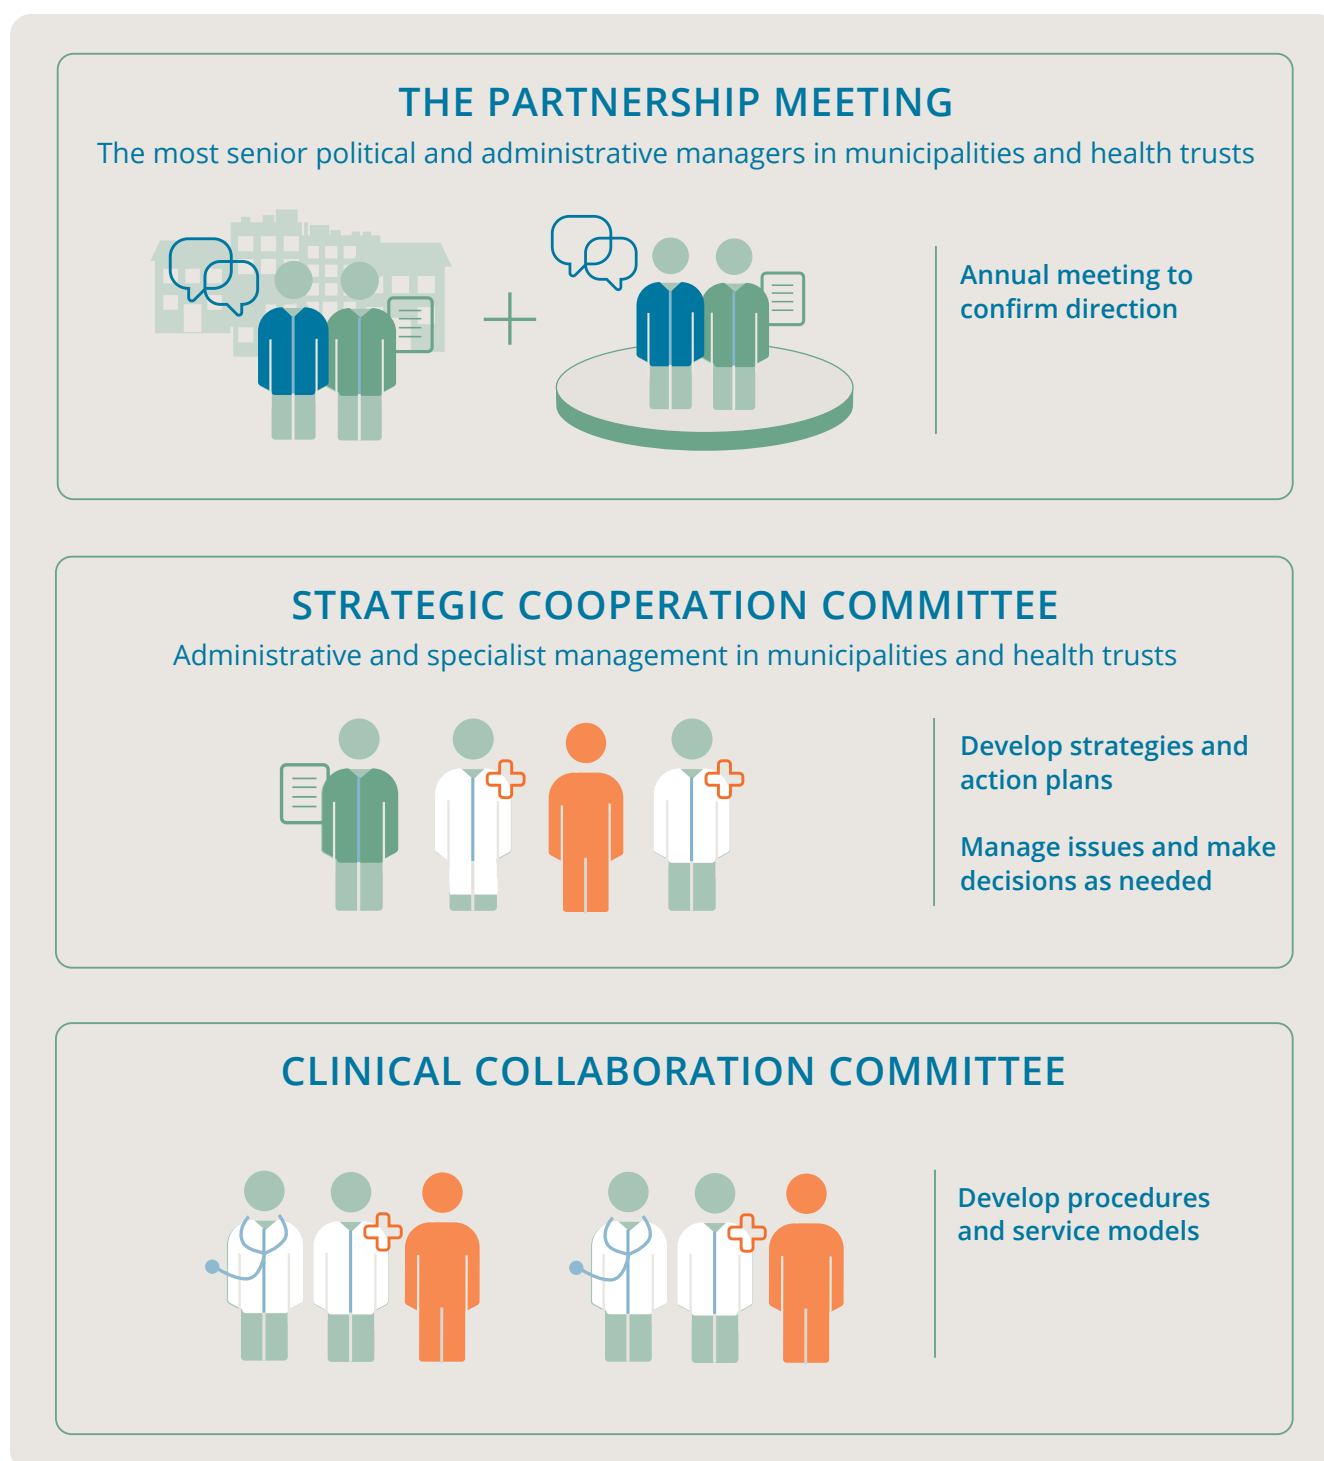 THE PARTNERSHIP MEETING
The most senior political and administrative managers in municipalities and health trusts
Annual meeting to
confirm direction
STRATEGIC COOPERATION COMMITTEE
Administrative and specialist management in municipalities and health trusts
Develop strategies and
action plans
Manage issues and make
decisions as needed
CLINICAL COLLABORATION COMMITTEE
Develop procedures
and service models